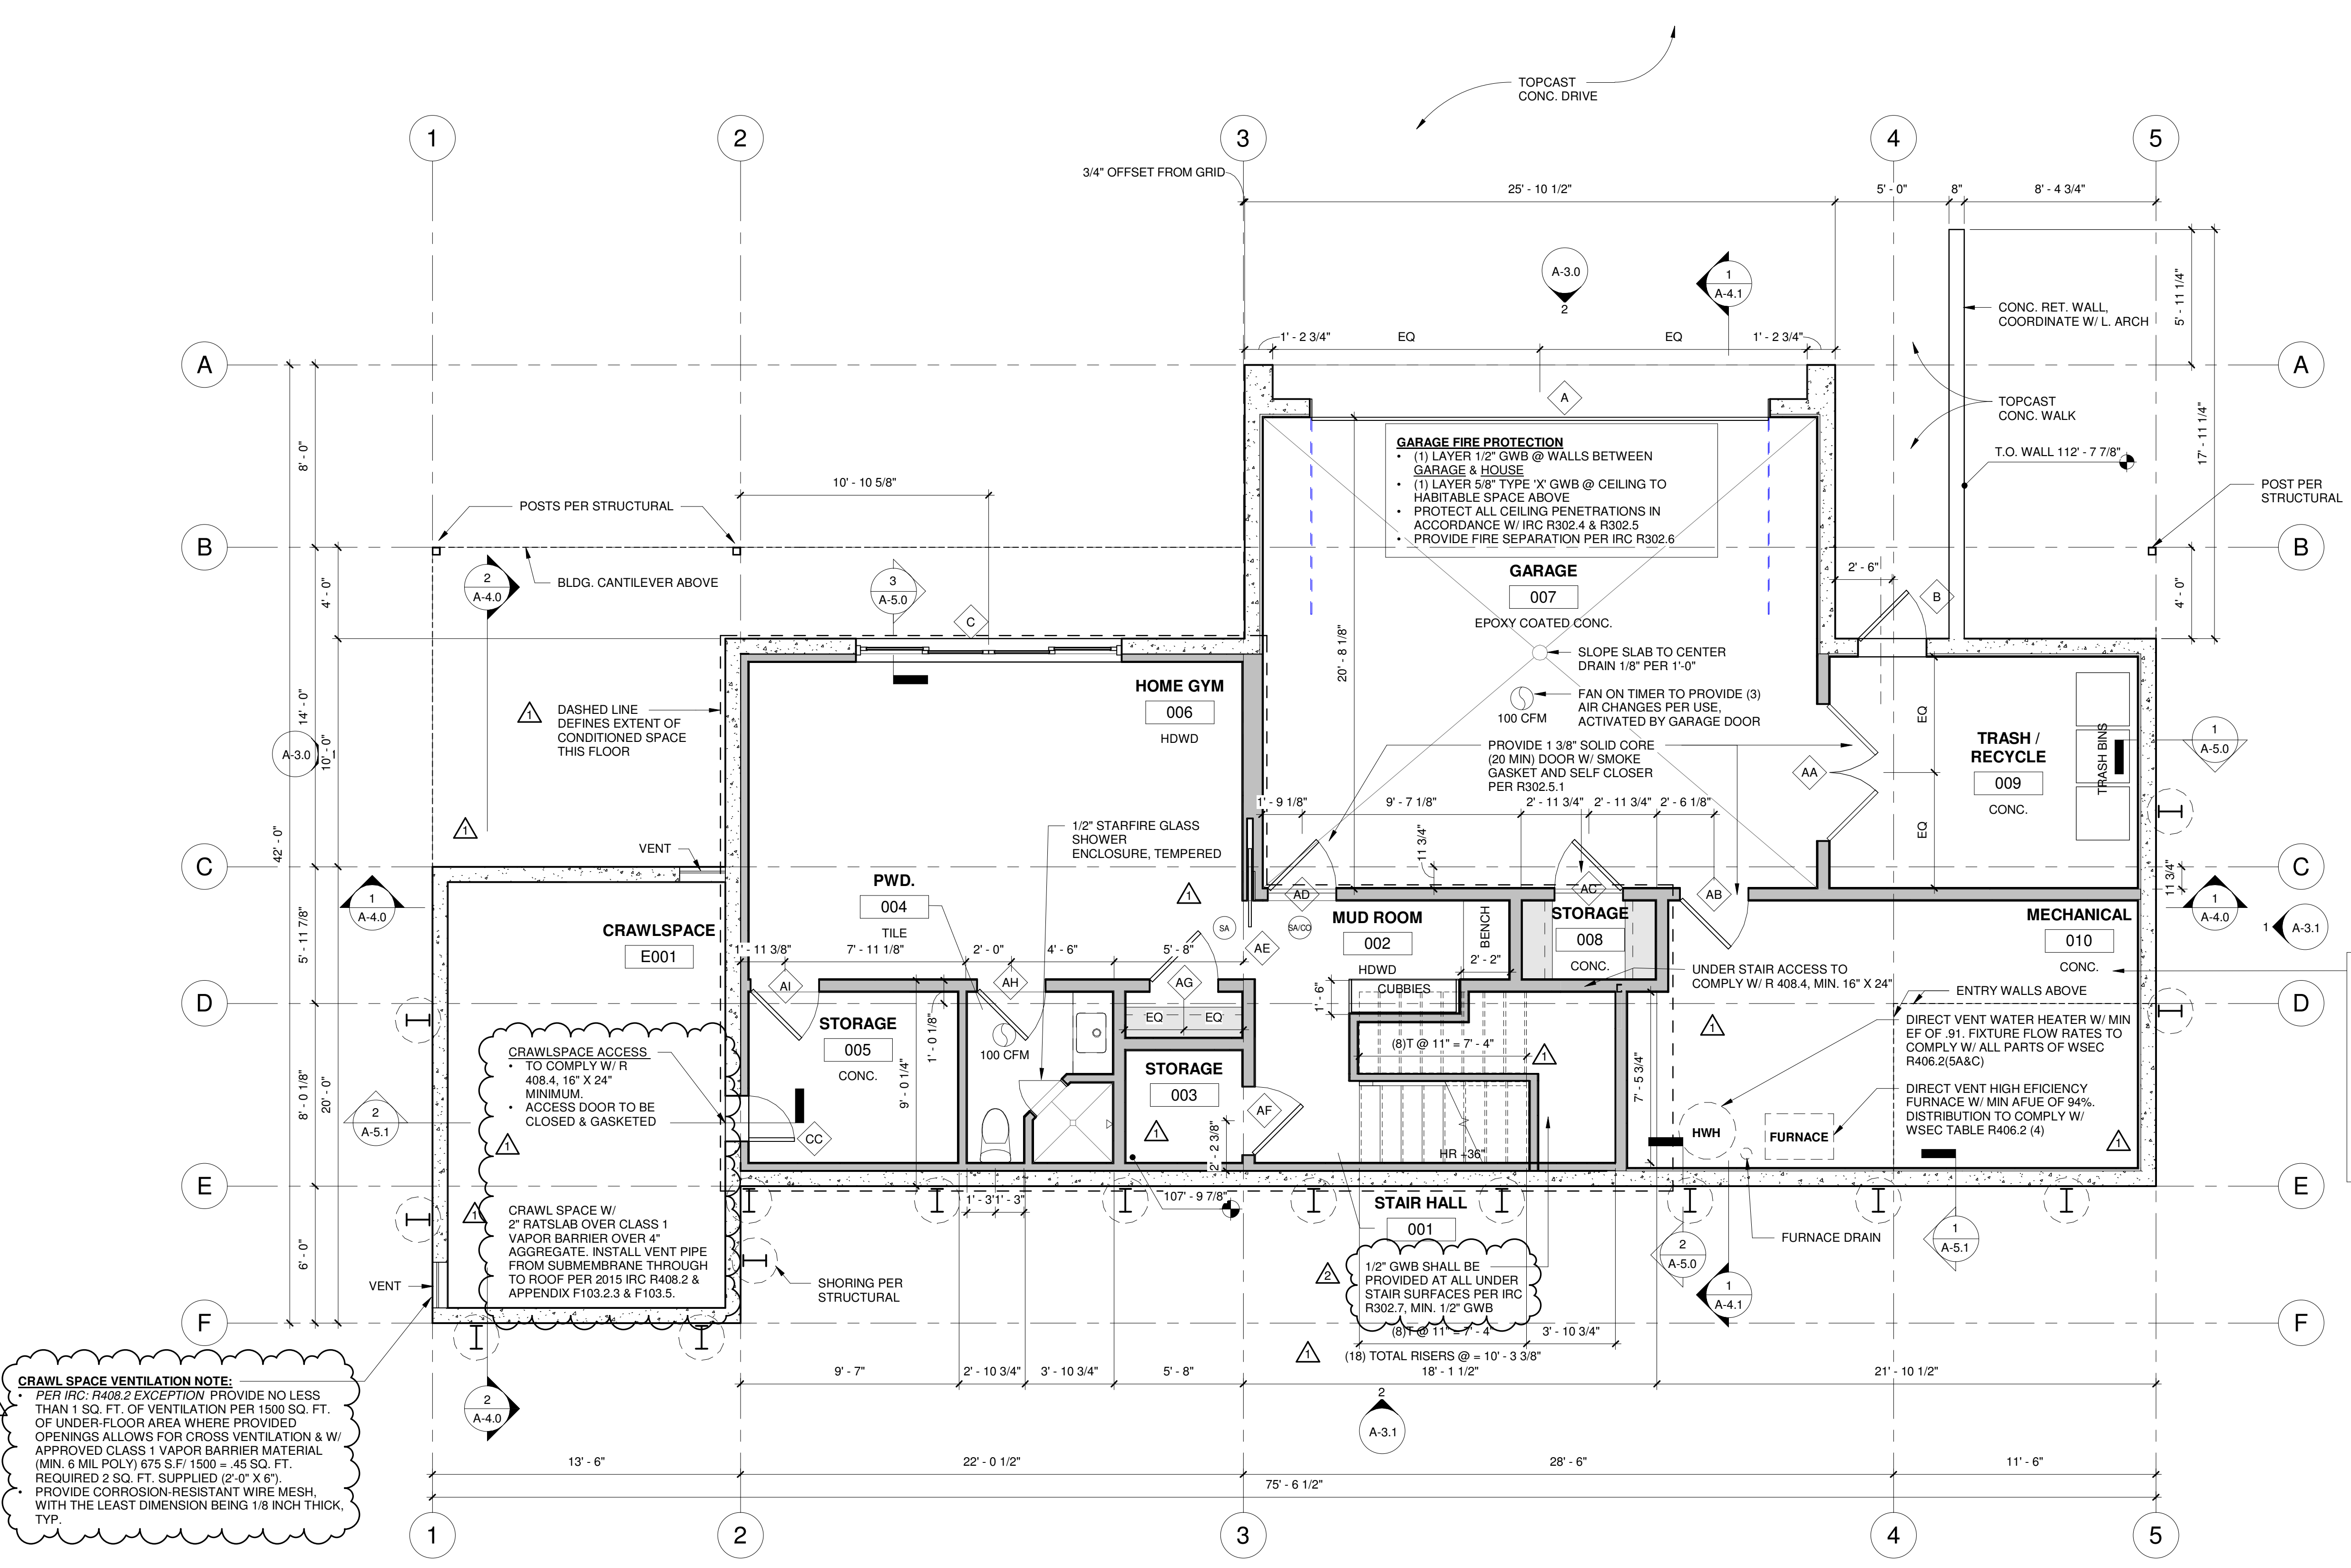 TOPCAST
CONC. DRIVE
1
2
3
4
5
3/4" OFFSET FROM GRID
25' - 10 1/2"
5' - 0"
8"
8' - 4 3/4"
A-3.0
2
1
A-4.1
5' - 11 1/4"
17' - 11 1/4"
CONC. RET. WALL,
COORDINATE W/ L. ARCH
1' - 2 3/4"
EQ
EQ
1' - 2 3/4"
A
A
A
TOPCAST
CONC. WALK
T.O. WALL 112' - 7 7/8"
GARAGE FIRE PROTECTION
• (1) LAYER 1/2" GWB @ WALLS BETWEEN
GARAGE & HOUSE
• (1) LAYER 5/8" TYPE 'X' GWB @ CEILING TO
HABITABLE SPACE ABOVE
• PROTECT ALL CEILING PENETRATIONS IN
ACCORDANCE W/ IRC R302.4 & R302.5
• PROVIDE FIRE SEPARATION PER IRC R302.6
8' - 0"
10' - 10 5/8"
POSTS PER STRUCTURAL
POST PER
STRUCTURAL
B
B
2
A-4.0
BLDG. CANTILEVER ABOVE
3
A-5.0
C
GARAGE
007
EPOXY COATED CONC.
2' - 6"
B
4' - 0"
4' - 0"
20' - 8 1/8"
SLOPE SLAB TO CENTER
DRAIN 1/8" PER 1'-0"
FAN ON TIMER TO PROVIDE (3)
AIR CHANGES PER USE,
ACTIVATED BY GARAGE DOOR
100 CFM
HOME GYM
006
HDWD
1
DASHED LINE
DEFINES EXTENT OF
CONDITIONED SPACE
THIS FLOOR
14' - 0"
10' - 0"
A-3.0
1
42' - 0"
PROVIDE 1 3/8" SOLID CORE
(20 MIN) DOOR W/ SMOKE
GASKET AND SELF CLOSER
PER R302.5.1
AA
EQ
EQ
TRASH /
RECYCLE
009
CONC.
TRASH BINS
1
A-5.0
1' - 9 1/8"
9' - 7 1/8"
2' - 11 3/4"
2' - 11 3/4"
2' - 6 1/8"
11 3/4"
1
VENT
1/2" STARFIRE GLASS
SHOWER
ENCLOSURE, TEMPERED
C
C
11 3/4"
PWD.
004
TILE
1
AD
AC
AB
1
A-4.0
1
A-4.0
1
A-3.1
CRAWLSPACE
E001
SA
SA/CO
AE
MUD ROOM
002
HDWD
BENCH
2' - 2"
STORAGE
008
CONC.
MECHANICAL
010
CONC.
5' - 11 7/8"
1' - 11 3/8"
7' - 11 1/8"
2' - 0"
4' - 6"
5' - 8"
AI
AH
AG
CUBBIES
1' - 6"
UNDER STAIR ACCESS TO
COMPLY W/ R 408.4, MIN. 16" X 24"
ENTRY WALLS ABOVE
D
D
STORAGE
005
CONC.
1' - 0 1/8"
9' - 0 1/4"
100 CFM
EQ
EQ
(8)T @ 11" = 7' - 4"
1
1
DIRECT VENT WATER HEATER W/ MIN
EF OF .91. FIXTURE FLOW RATES TO
COMPLY W/ ALL PARTS OF WSEC
R406.2(5A&C)
CRAWLSPACE ACCESS
• TO COMPLY W/ R
408.4, 16" X 24"
MINIMUM.
• ACCESS DOOR TO BE
CLOSED & GASKETED
STORAGE
003
7' - 5 3/4"
DIRECT VENT HIGH EFICIENCY
FURNACE W/ MIN AFUE OF 94%.
DISTRIBUTION TO COMPLY W/
WSEC TABLE R406.2 (4)
8' - 0 1/8"
20' - 0"
2
A-5.1
CC
AF
1
1
2' - 2 3/8"
HR +36"
HWH
FURNACE
1
E
E
1' - 3"
1' - 3"
107' - 9 7/8"
STAIR HALL
001
1
CRAWL SPACE W/
2" RATSLAB OVER CLASS 1
VAPOR BARRIER OVER 4"
AGGREGATE. INSTALL VENT PIPE
FROM SUBMEMBRANE THROUGH
TO ROOF PER 2015 IRC R408.2 &
APPENDIX F103.2.3 & F103.5.
6' - 0"
VENT
SHORING PER
STRUCTURAL
2
1/2" GWB SHALL BE
PROVIDED AT ALL UNDER
STAIR SURFACES PER IRC
R302.7, MIN. 1/2" GWB
2
A-5.0
FURNACE DRAIN
1
A-5.1
1
A-4.1
F
F
(8)T @ 11" = 7' - 4"
3' - 10 3/4"
1
(18) TOTAL RISERS @ = 10' - 3 3/8"
9' - 7"
2' - 10 3/4"
3' - 10 3/4"
5' - 8"
18' - 1 1/2"
21' - 10 1/2"
CRAWL SPACE VENTILATION NOTE:
• PER IRC: R408.2 EXCEPTION PROVIDE NO LESS
THAN 1 SQ. FT. OF VENTILATION PER 1500 SQ. FT.
OF UNDER-FLOOR AREA WHERE PROVIDED
OPENINGS ALLOWS FOR CROSS VENTILATION & W/
APPROVED CLASS 1 VAPOR BARRIER MATERIAL
(MIN. 6 MIL POLY) 675 S.F/ 1500 = .45 SQ. FT.
REQUIRED 2 SQ. FT. SUPPLIED (2'-0" X 6").
• PROVIDE CORROSION-RESISTANT WIRE MESH,
WITH THE LEAST DIMENSION BEING 1/8 INCH THICK,
TYP.
2
A-4.0
2
A-3.1
13' - 6"
22' - 0 1/2"
28' - 6"
11' - 6"
75' - 6 1/2"
1
2
3
4
5